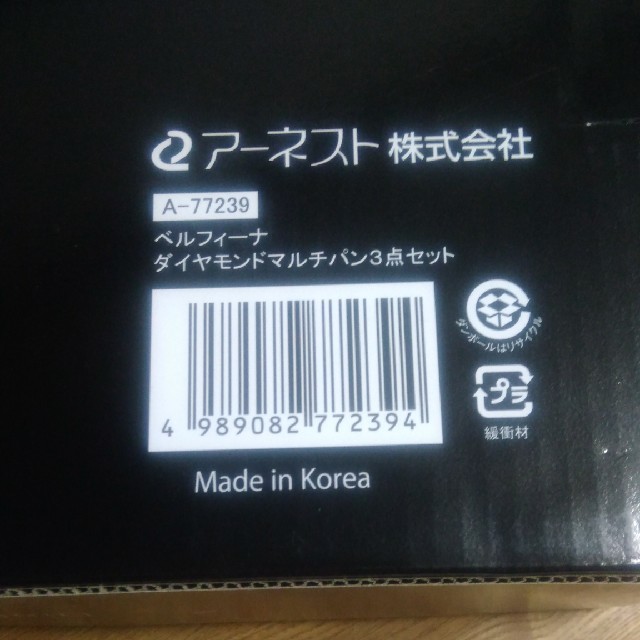 アーネスト株式会社
A-77239
ベルフィーナ
ダイヤモンドマルチパン3点セット
4 989082 772394
ダンボールはリサイクル
プラ
緩衝材
Made in Korea